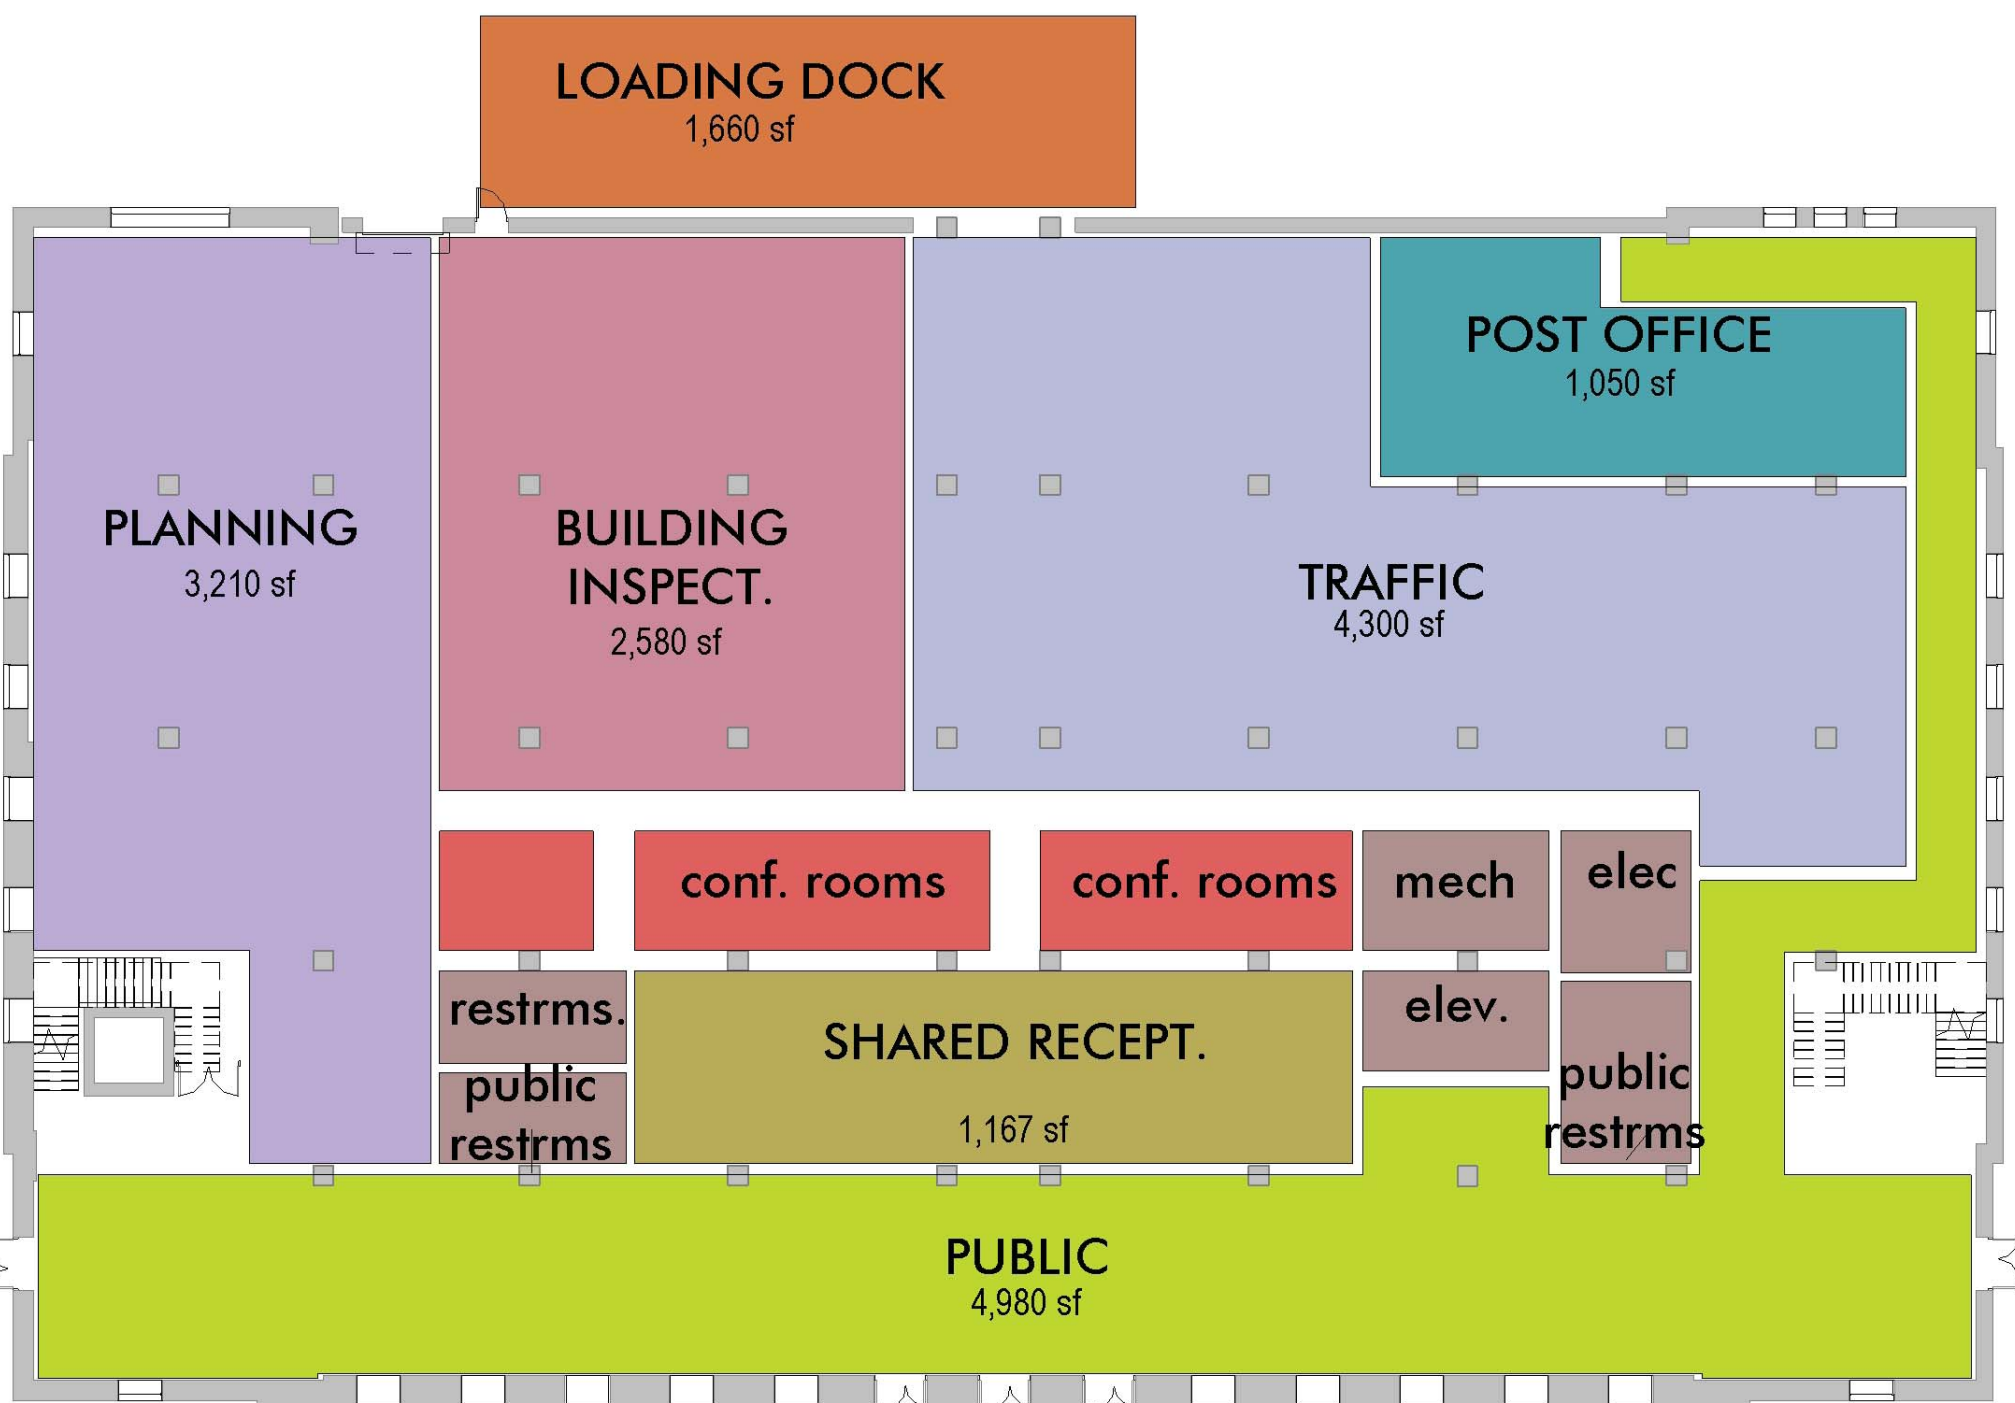 LOADING DOCK
1,660 sf
POST OFFICE
1,050 sf
PLANNING
3,210 sf
BUILDING
INSPECT.
2,580 sf
TRAFFIC
4,300 sf
conf. rooms
conf. rooms
mech
elec
restrms.
SHARED RECEPT.
1,167 sf
elev.
public
restrms
public
restrms
PUBLIC
4,980 sf